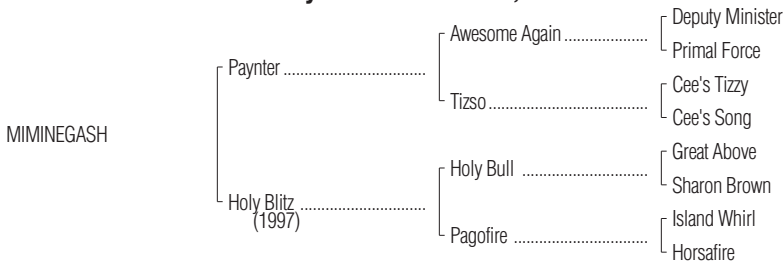 Deputy Minister
Awesome Again
Primal Force
Paynter
Cee's Tizzy
Tizso
Cee's Song
MIMINEGASH
Great Above
Holy Bull
Sharon Brown
Holy Blitz
(1997)
Island Whirl
Pagofire
Horsafire